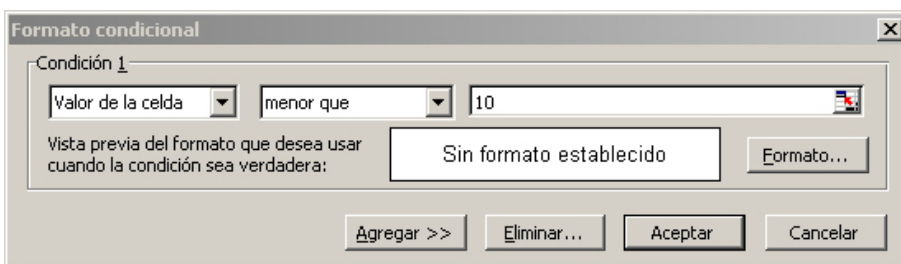 Formato condicional
Condición 1
Valor de la celda menor que 10
Vista previa del formato que desea usar
cuando la condición sea verdadera:
Sin formato establecido
Formato...
Agregar >> Eliminar... Aceptar Cancelar